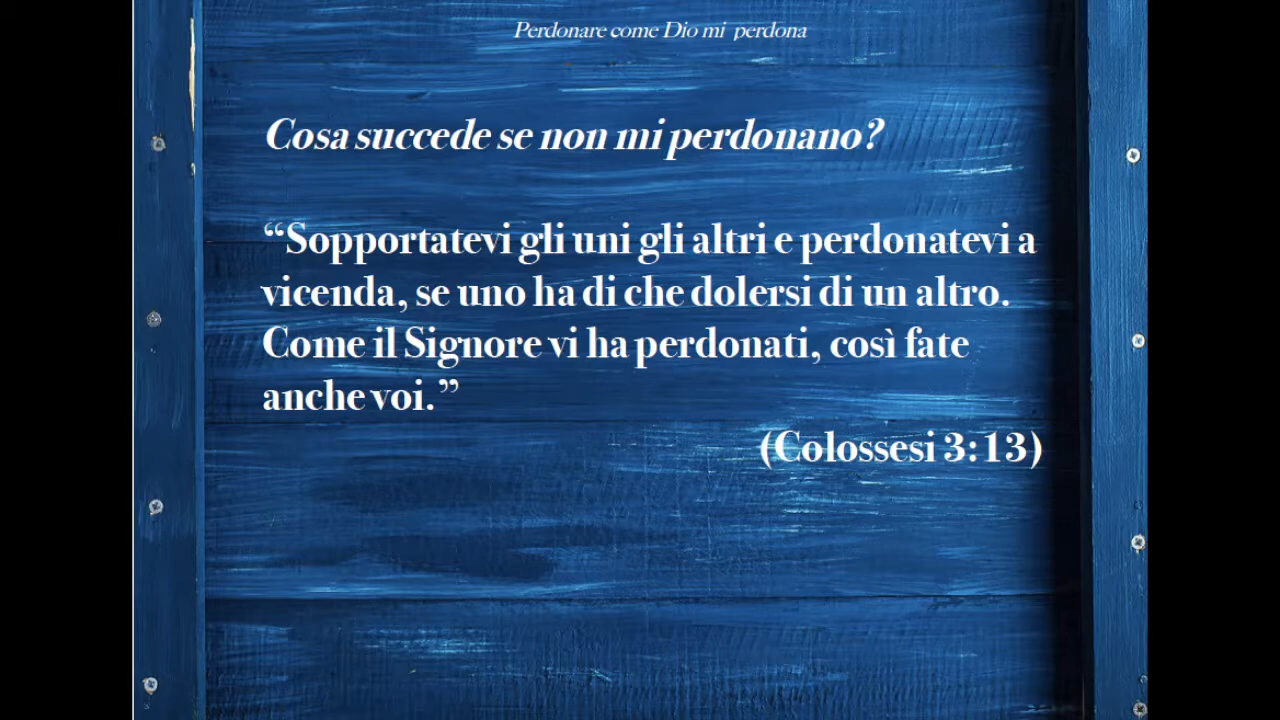 Perdonare come Dio mi perdona
Cosa succede se non mi perdonano?
“Sopportatevi gli uni gli altri e perdonatevi a
vicenda, se uno ha di che dolersi di un altro.
Come il Signore vi ha perdonati, così fate
anche voi.”
(Colossesi 3:13)